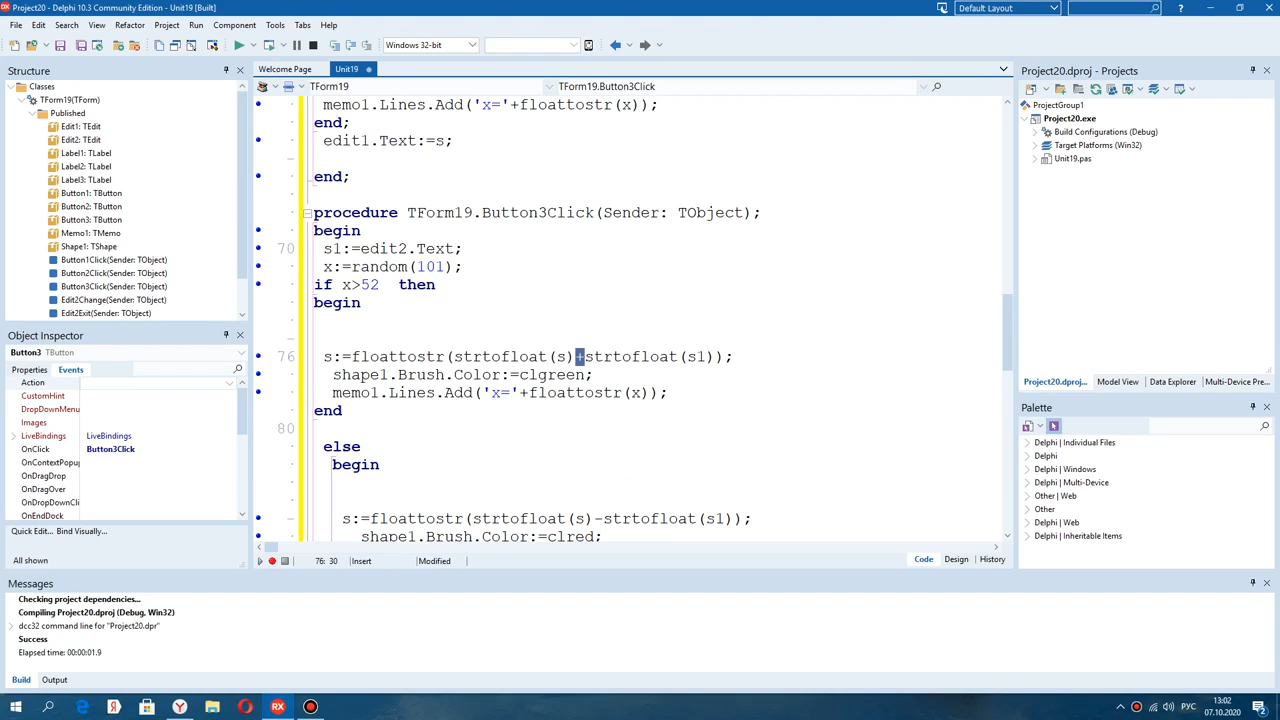 Project20 - Delphi 10.3 Community Edition - Unit19 [Built]
Default Layout
File Edit Search View Refactor Project Run Component Tools Tabs Help
Windows 32-bit
Structure
Classes
TForm19(TForm)
Published
Edit1: TEdit
Edit2: TEdit
Label1: TLabel
Label2: TLabel
Label3: TLabel
Button1: TButton
Button2: TButton
Button3: TButton
Memo1: TMemo
Shape1: TShape
Button1Click(Sender: TObject)
Button2Click(Sender: TObject)
Button3Click(Sender: TObject)
Edit2Change(Sender: TObject)
Edit2Exit(Sender: TObject)
Object Inspector
Button3 TButton
Properties Events
Action
CustomHint
DropDownMenu
Images
LiveBindings LiveBindings
OnClick Button3Click
OnContextPopup
OnDragDrop
OnDragOver
OnDropDownCli
OnEndDock
Quick Edit... Bind Visually...
All shown
Welcome Page Unit19
TForm19 TForm19.Button3Click
memo1.Lines.Add('x='+floattostr(x));
end;
edit1.Text:=s;
end;
procedure TForm19.Button3Click(Sender: TObject);
begin
70 s1:=edit2.Text;
x:=random(101);
if x>52 then
begin
76 s:=floattostr(strtofloat(s)+strtofloat(s1));
shape1.Brush.Color:=clgreen;
memo1.Lines.Add('x='+floattostr(x));
end
80
else
begin
s:=floattostr(strtofloat(s)-strtofloat(s1));
shape1.Brush.Color:=clred;
76: 30 Insert Modified
Code Design History
Project20.dproj - Projects
ProjectGroup1
Project20.exe
Build Configurations (Debug)
Target Platforms (Win32)
Unit19.pas
Project20.dproj... Model View Data Explorer Multi-Device Pre...
Palette
Delphi | Individual Files
Delphi
Delphi | Windows
Delphi | Multi-Device
Other | Web
Other
Delphi | Web
Delphi | Inheritable Items
Messages
Checking project dependencies...
Compiling Project20.dproj (Debug, Win32)
dcc32 command line for "Project20.dpr"
Success
Elapsed time: 00:00:01.9
Build Output
РУС
13:02
07.10.2020